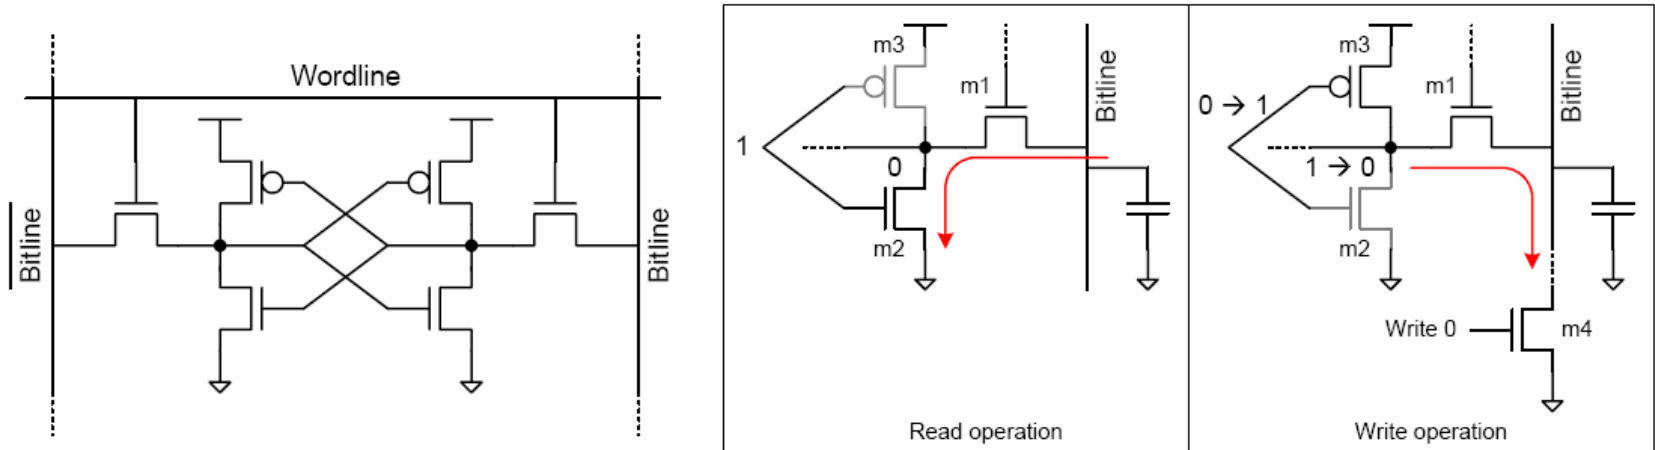 Wordline
Bitline
Bitline
m3
m1
Bitline
1
0
m2
Read operation
m3
m1
Bitline
0 → 1
1 → 0
m2
Write 0
m4
Write operation